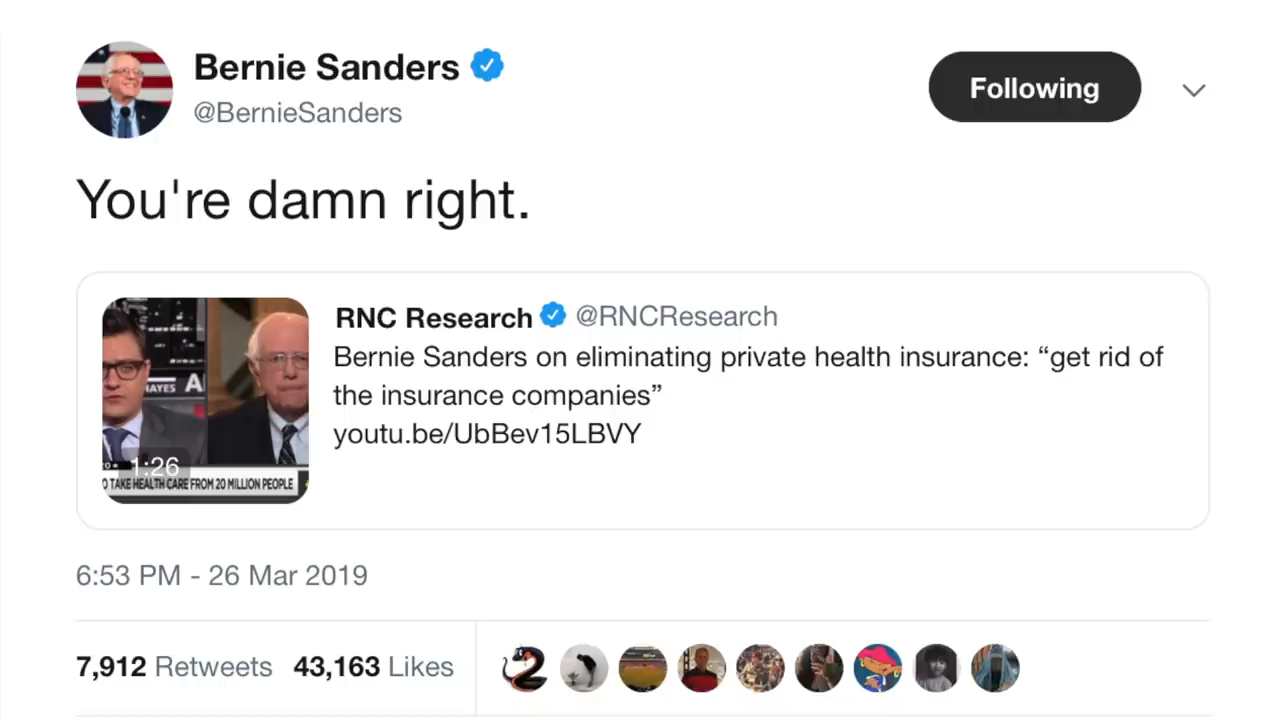 Bernie Sanders
@BernieSanders
Following
You're damn right.
RNC Research @RNCResearch
Bernie Sanders on eliminating private health insurance: “get rid of
the insurance companies”
youtu.be/UbBev15LBVY
HAYES A
1:26
O TAKE HEALTH CARE FROM 20 MILLION PEOPLE
6:53 PM - 26 Mar 2019
7,912 Retweets 43,163 Likes